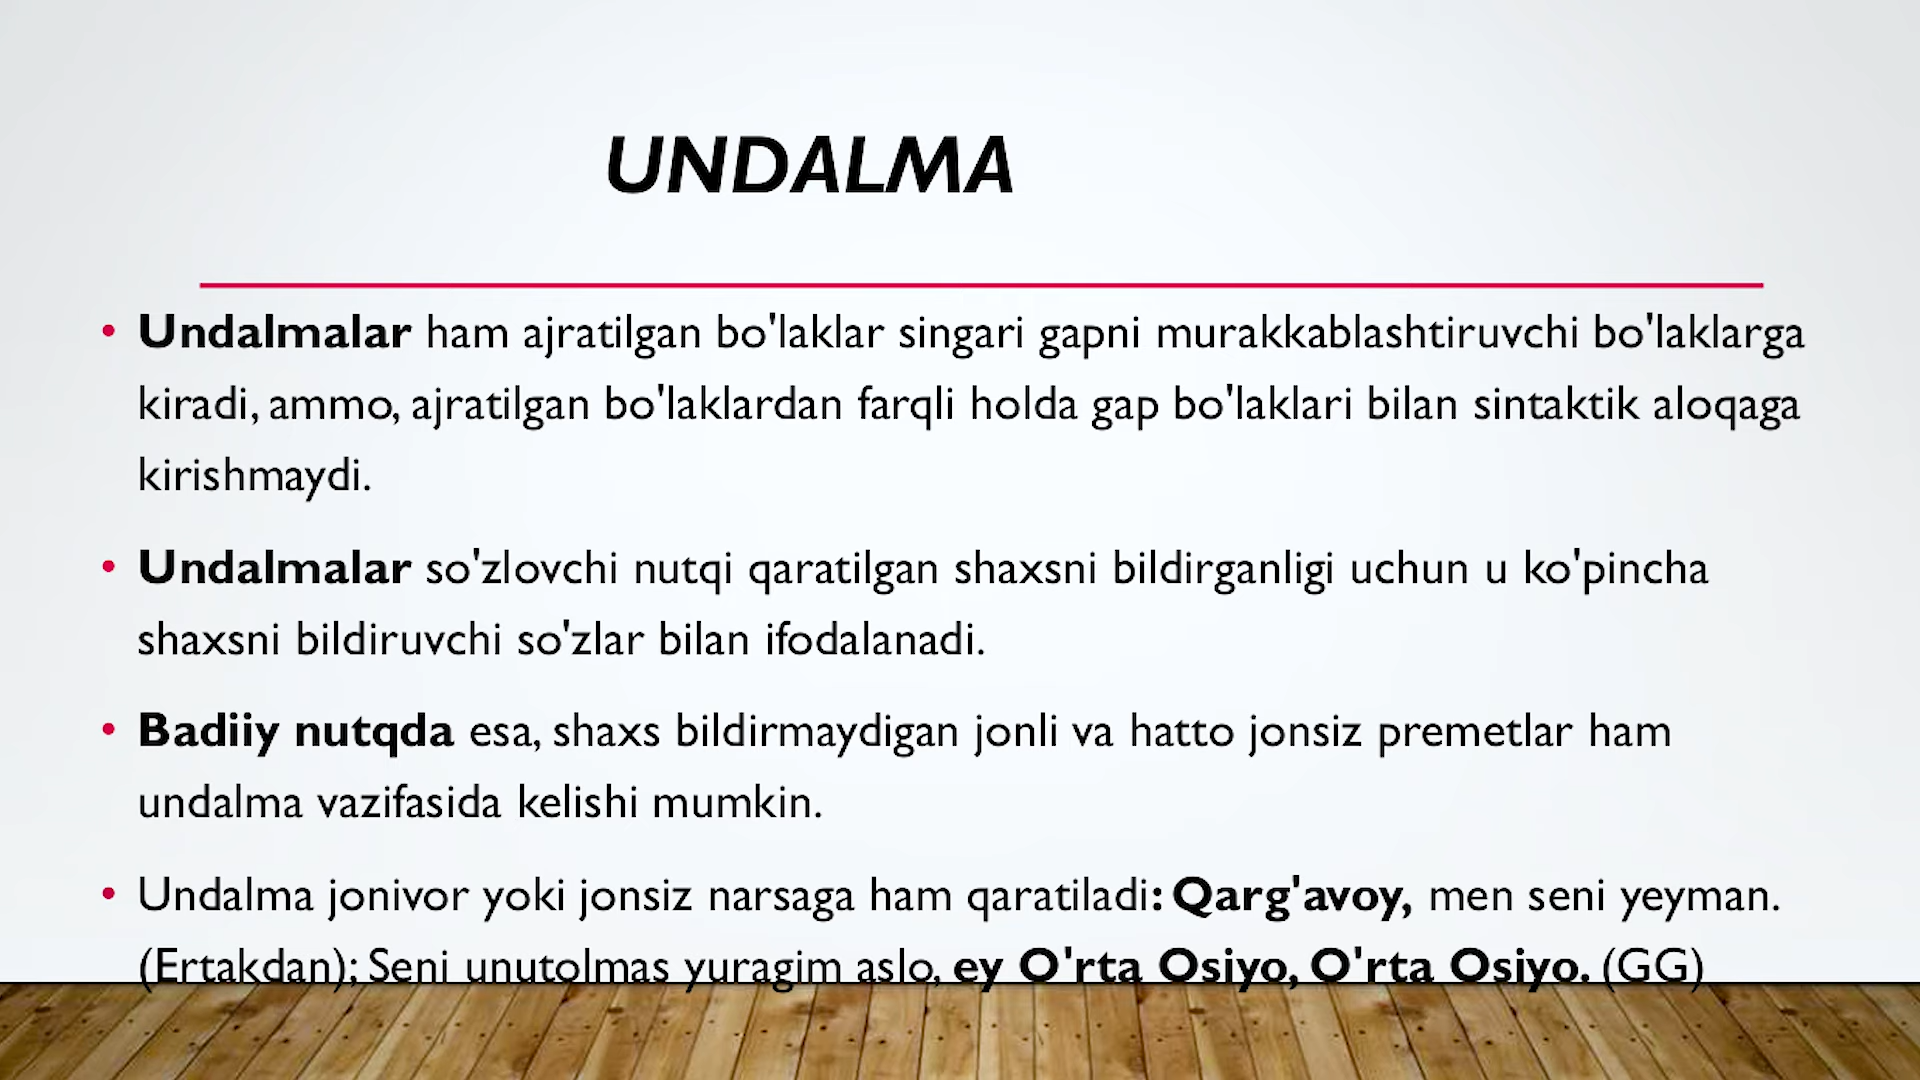 UNDALMA
• Undalmalar ham ajratilgan bo'laklar singari gapni murakkablashtiruvchi bo'laklarga
kiradi, ammo, ajratilgan bo'laklardan farqli holda gap bo'laklari bilan sintaktik aloqaga
kirishmaydi.
• Undalmalar so'zlovchi nutqi qaratilgan shaxsni bildirganligi uchun u ko'pincha
shaxsni bildiruvchi so'zlar bilan ifodalanadi.
• Badiiy nutqda esa, shaxs bildirmaydigan jonli va hatto jonsiz premetlar ham
undalma vazifasida kelishi mumkin.
• Undalma jonivor yoki jonsiz narsaga ham qaratiladi: Qarg'avoy, men seni yeyman.
(Ertakdan); Seni unutolmas yuragim aslo, ey O'rta Osiyo, O'rta Osiyo. (GG)